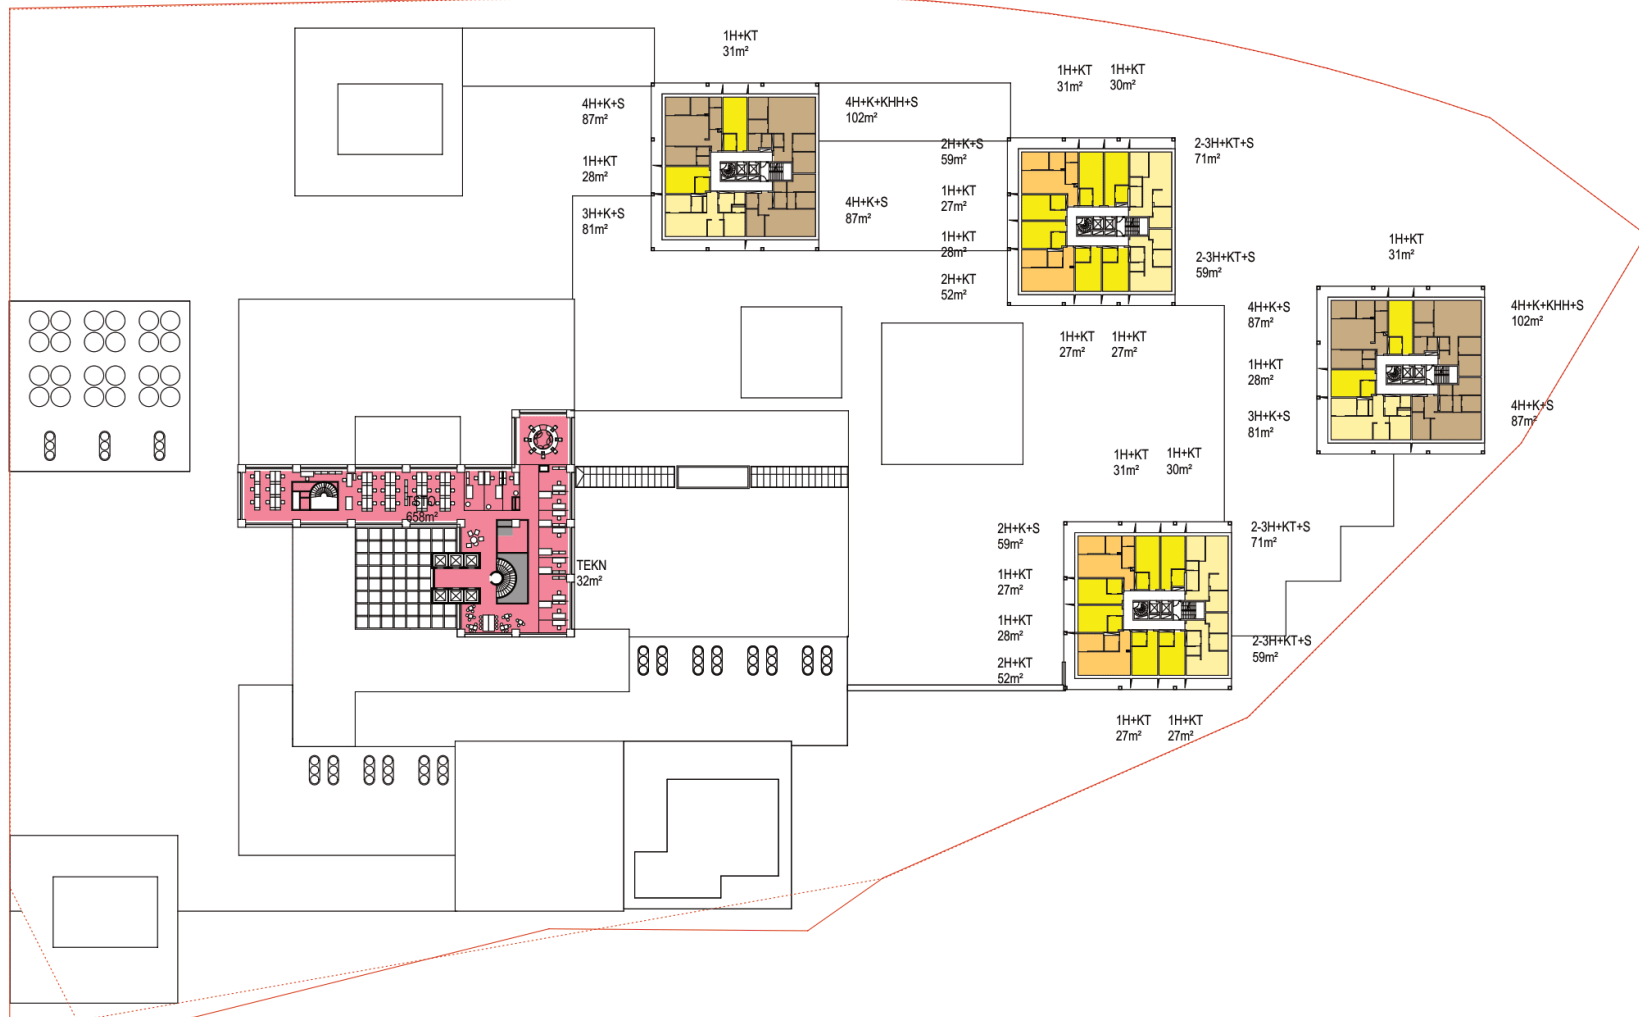 1H+KT
31m²
4H+K+S
87m²
4H+K+KHH+S
102m²
1H+KT
28m²
3H+K+S
81m²
4H+K+S
87m²
1H+KT
31m²
1H+KT
30m²
2H+K+S
59m²
2-3H+KT+S
71m²
1H+KT
27m²
1H+KT
28m²
2H+KT
52m²
2-3H+KT+S
59m²
1H+KT
27m²
1H+KT
27m²
1H+KT
31m²
4H+K+S
87m²
4H+K+KHH+S
102m²
1H+KT
28m²
3H+K+S
81m²
4H+K+S
87m²
TSTO
658m²
TEKN
32m²
1H+KT
31m²
1H+KT
30m²
2H+K+S
59m²
2-3H+KT+S
71m²
1H+KT
27m²
1H+KT
28m²
2H+KT
52m²
2-3H+KT+S
59m²
1H+KT
27m²
1H+KT
27m²